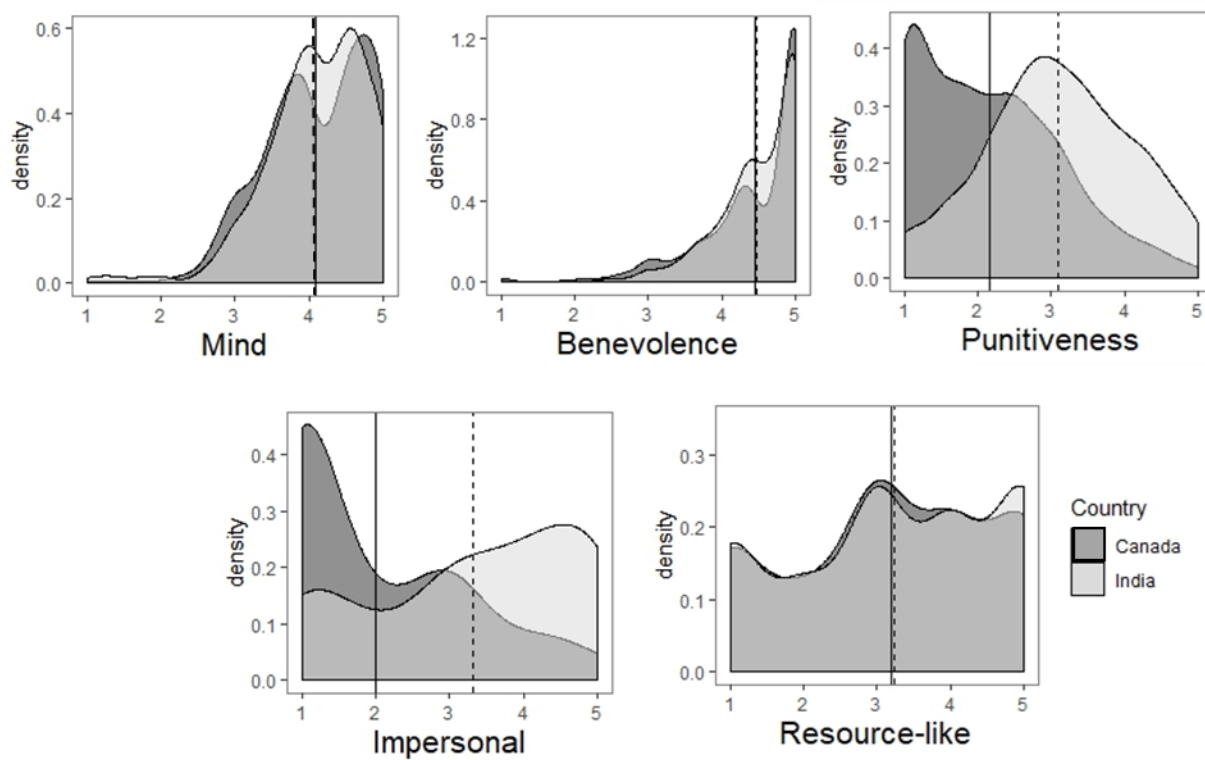 0.6
0.4
0.2
0.0
density
1 2 3 4 5
Mind
1.2
0.8
0.4
0.0
density
1 2 3 4 5
Benevolence
0.4
0.3
0.2
0.1
0.0
density
1 2 3 4 5
Punitiveness
0.4
0.3
0.2
0.1
0.0
density
1 2 3 4 5
Impersonal
0.3
0.2
0.1
0.0
density
1 2 3 4 5
Resource-like
Country
Canada
India